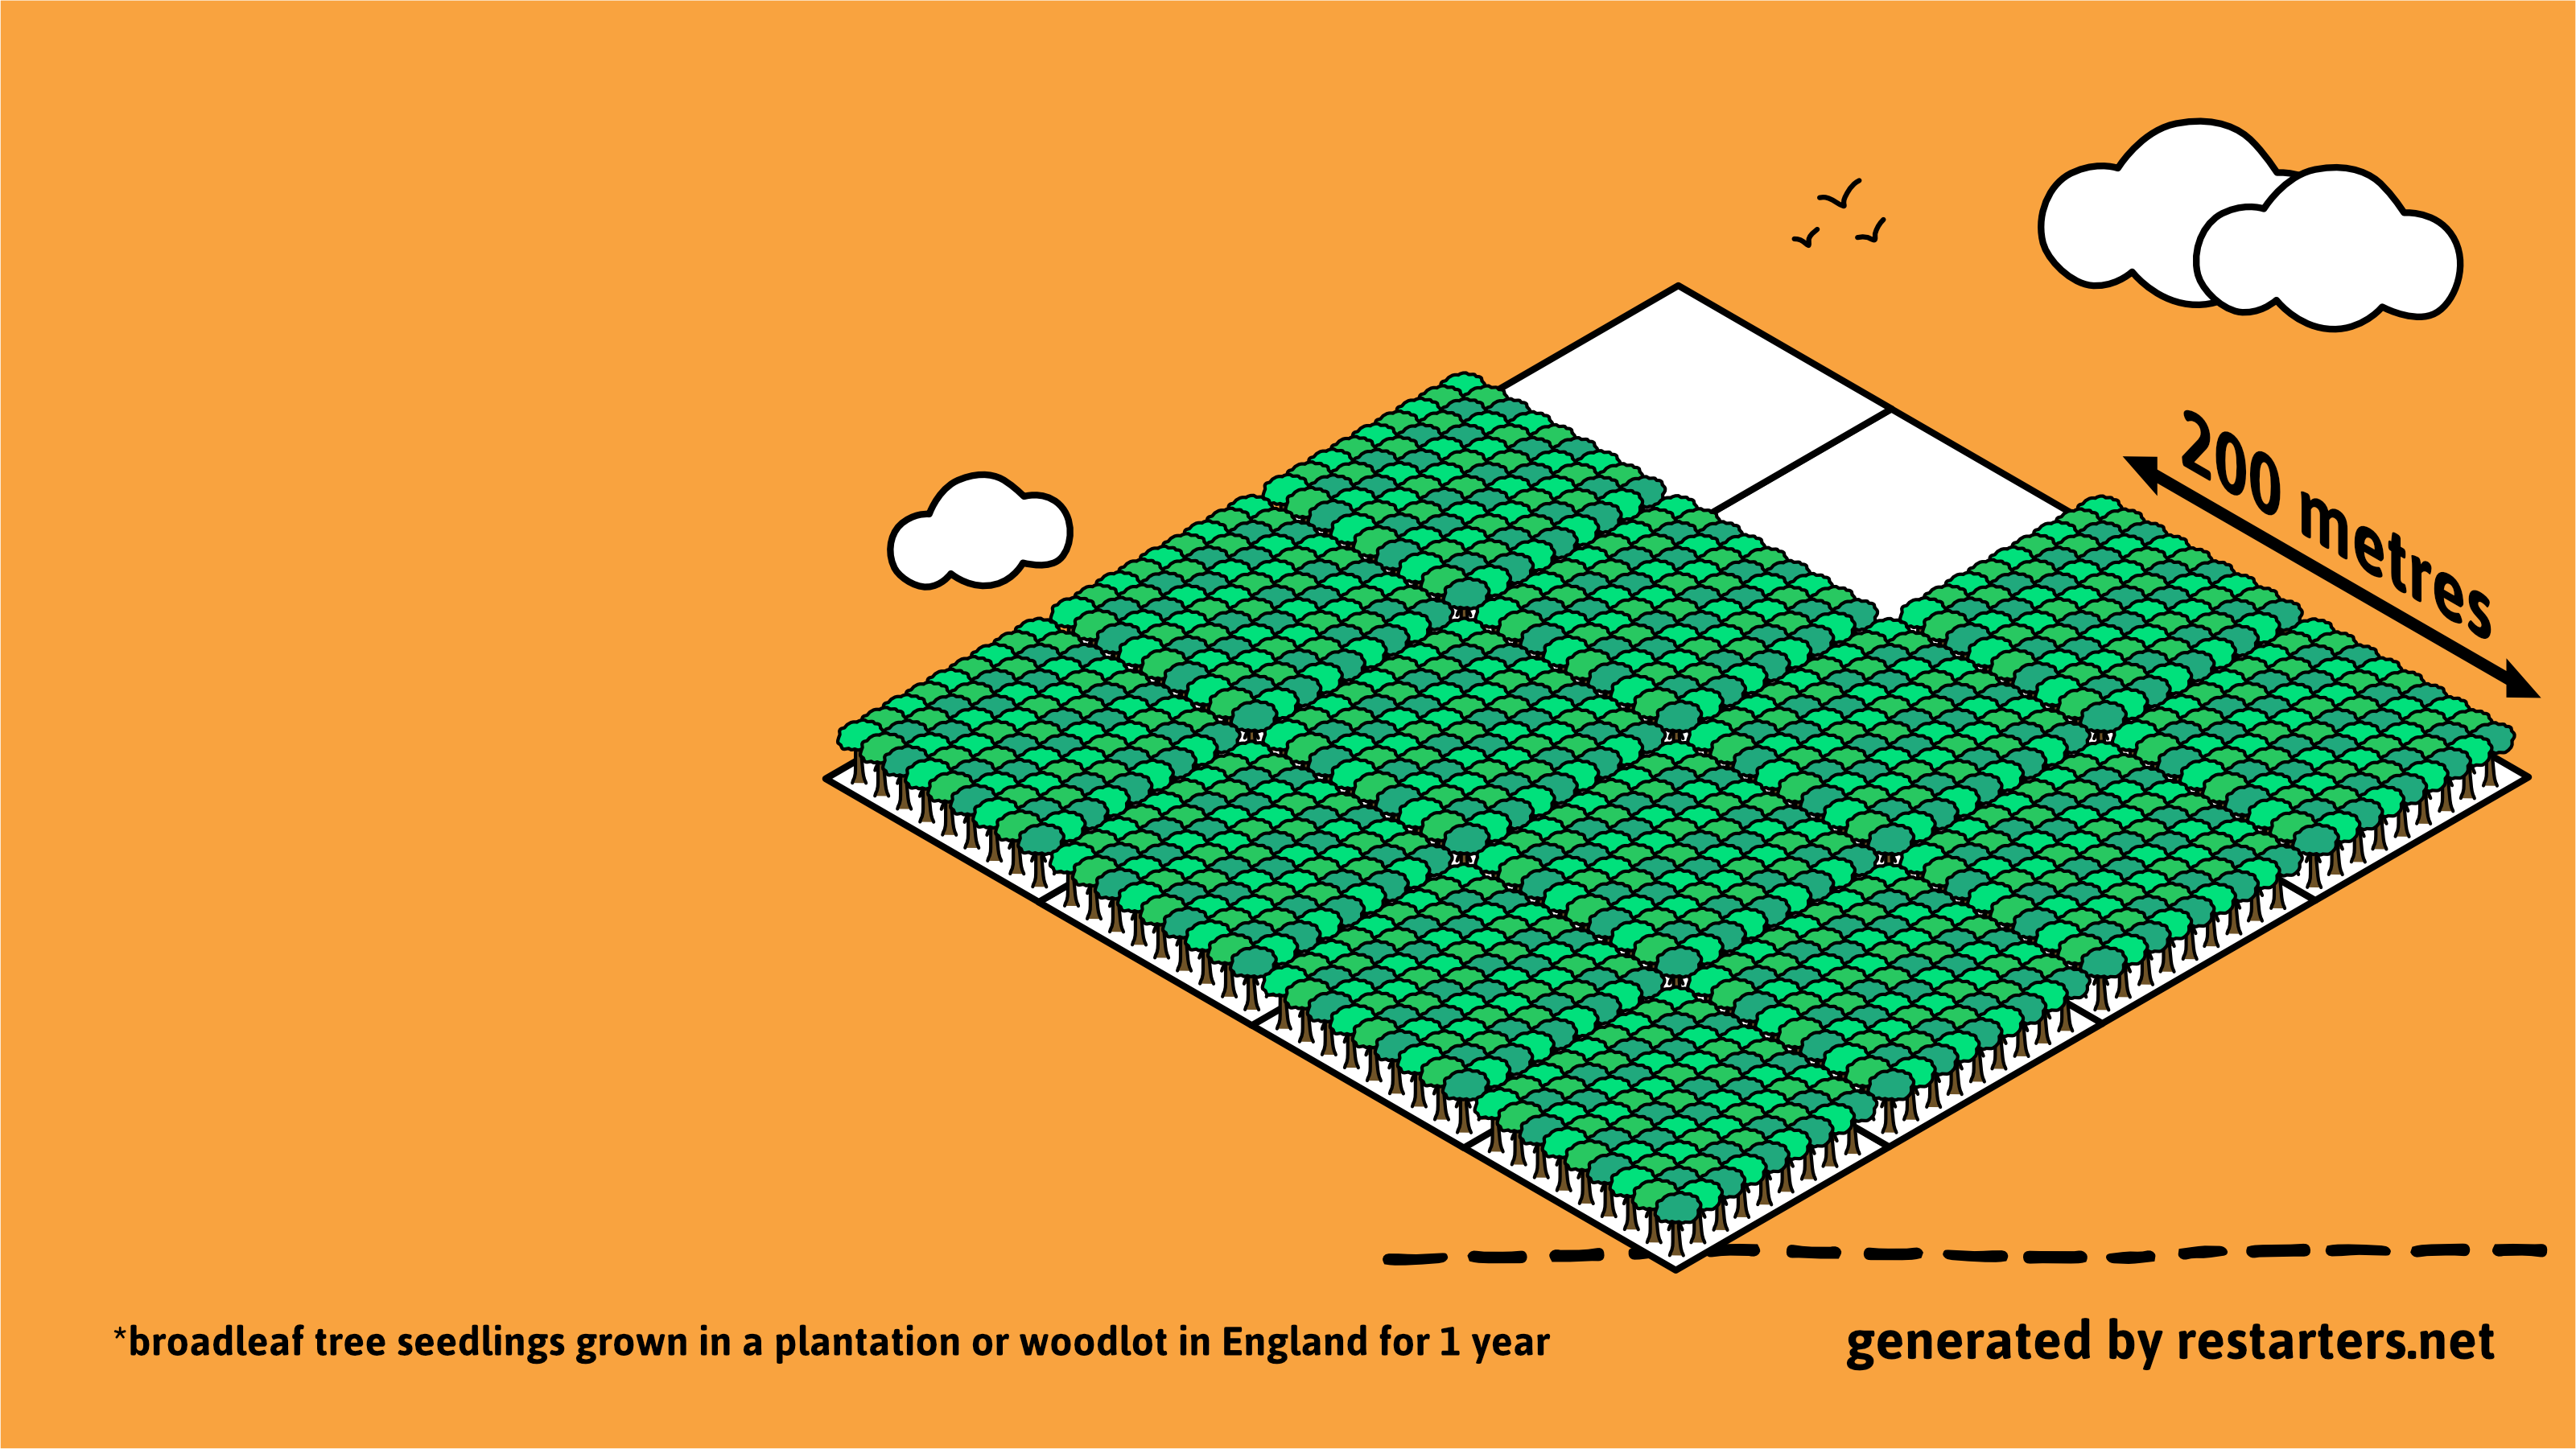 200 metres
*broadleaf tree seedlings grown in a plantation or woodlot in England for 1 year
generated by restarters.net